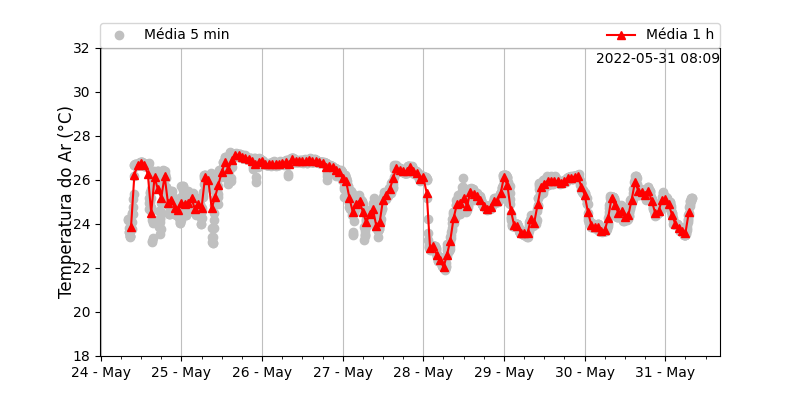 Média 5 min
Média 1 h
2022-05-31 08:09
Temperatura do Ar (°C)
32
30
28
26
24
22
20
18
24 - May
25 - May
26 - May
27 - May
28 - May
29 - May
30 - May
31 - May